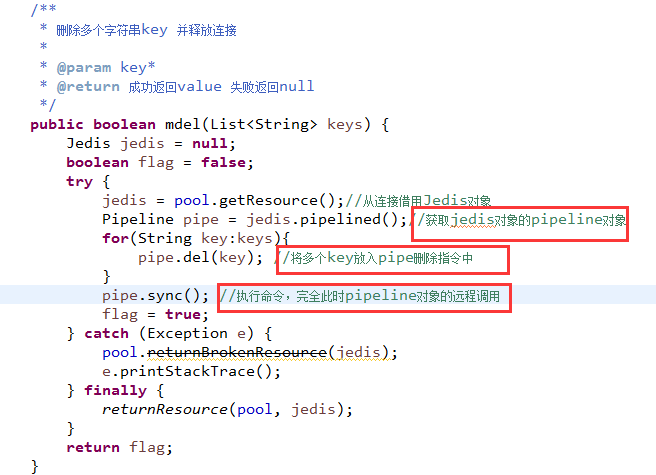 /**
 * 删除多个字符串key 并释放连接
 *
 * @param key*
 * @return 成功返回value 失败返回null
 */
public boolean mdel(List<String> keys) {
    Jedis jedis = null;
    boolean flag = false;
    try {
        jedis = pool.getResource();//从连接借用Jedis对象
        Pipeline pipe = jedis.pipelined();//获取jedis对象的pipeline对象
        for(String key:keys){
            pipe.del(key); //将多个key放入pipe删除指令中
        }
        pipe.sync(); //执行命令，完全此时pipeline对象的远程调用
        flag = true;
    } catch (Exception e) {
        pool.returnBrokenResource(jedis);
        e.printStackTrace();
    } finally {
        returnResource(pool, jedis);
    }
    return flag;
}